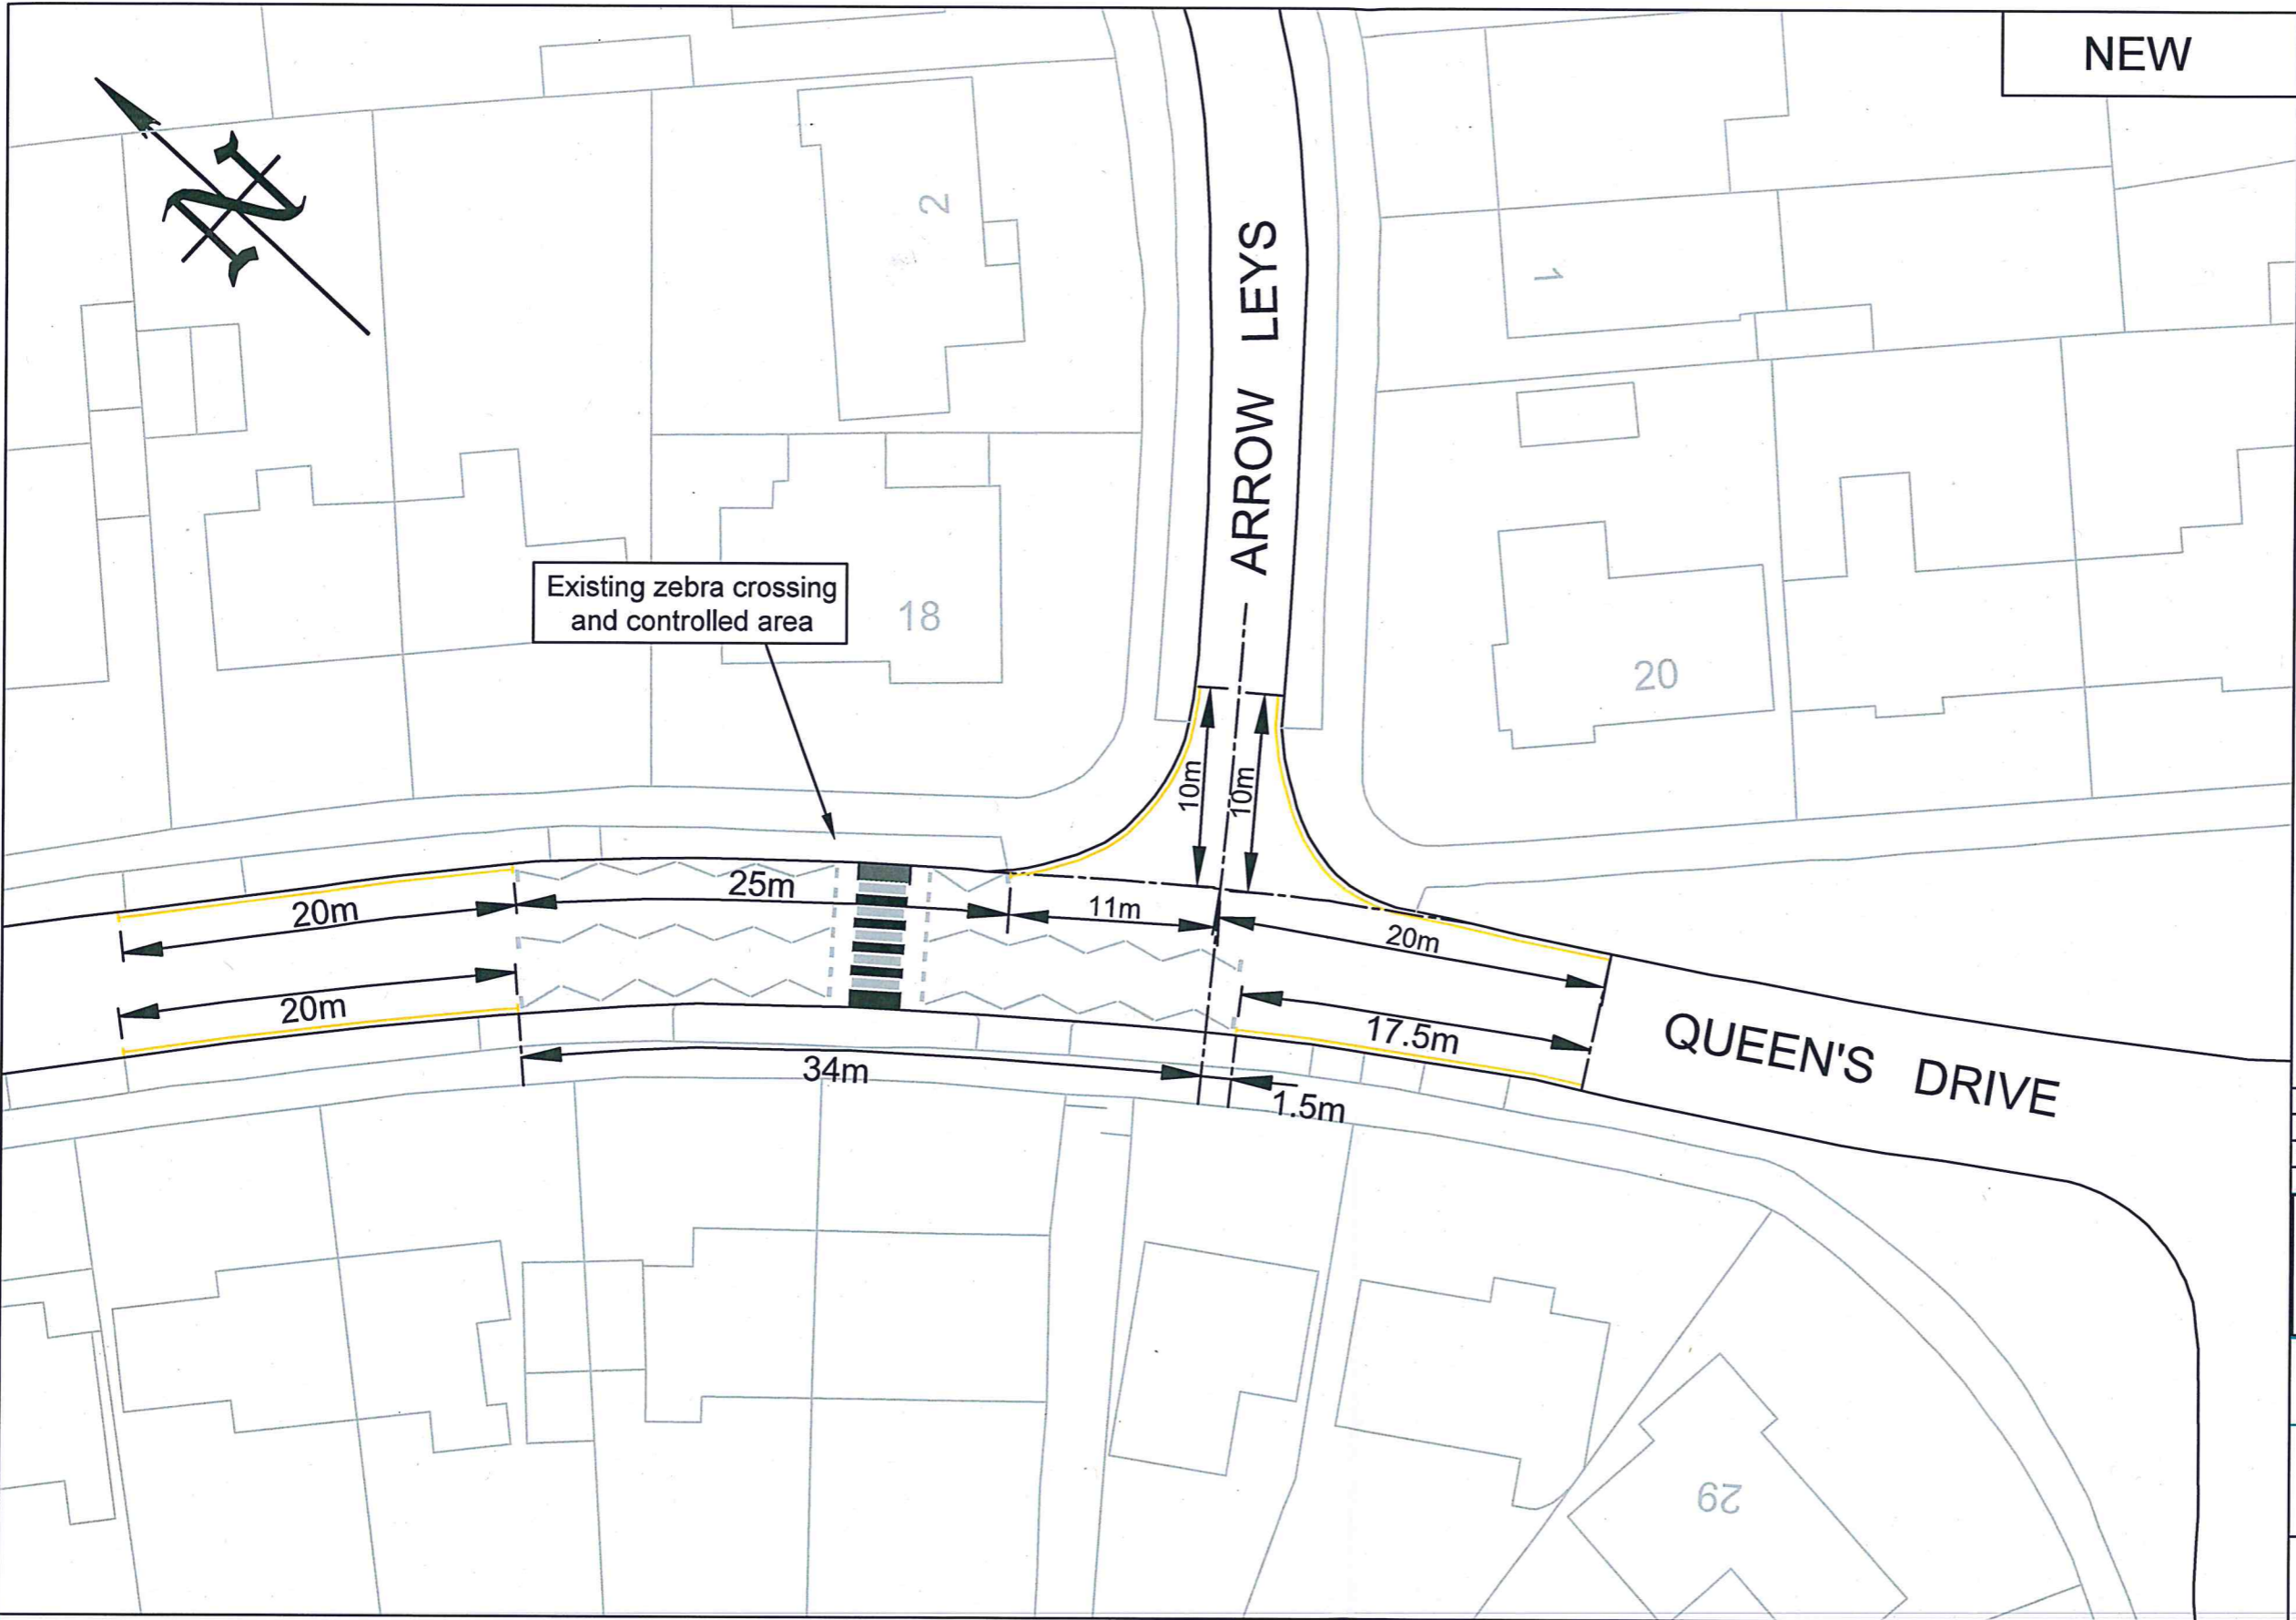 NEW
N
2
1
ARROW LEYS
Existing zebra crossing
and controlled area
18
20
10m
10m
25m
20m
11m
20m
20m
17.5m
QUEEN'S DRIVE
34m
1.5m
29